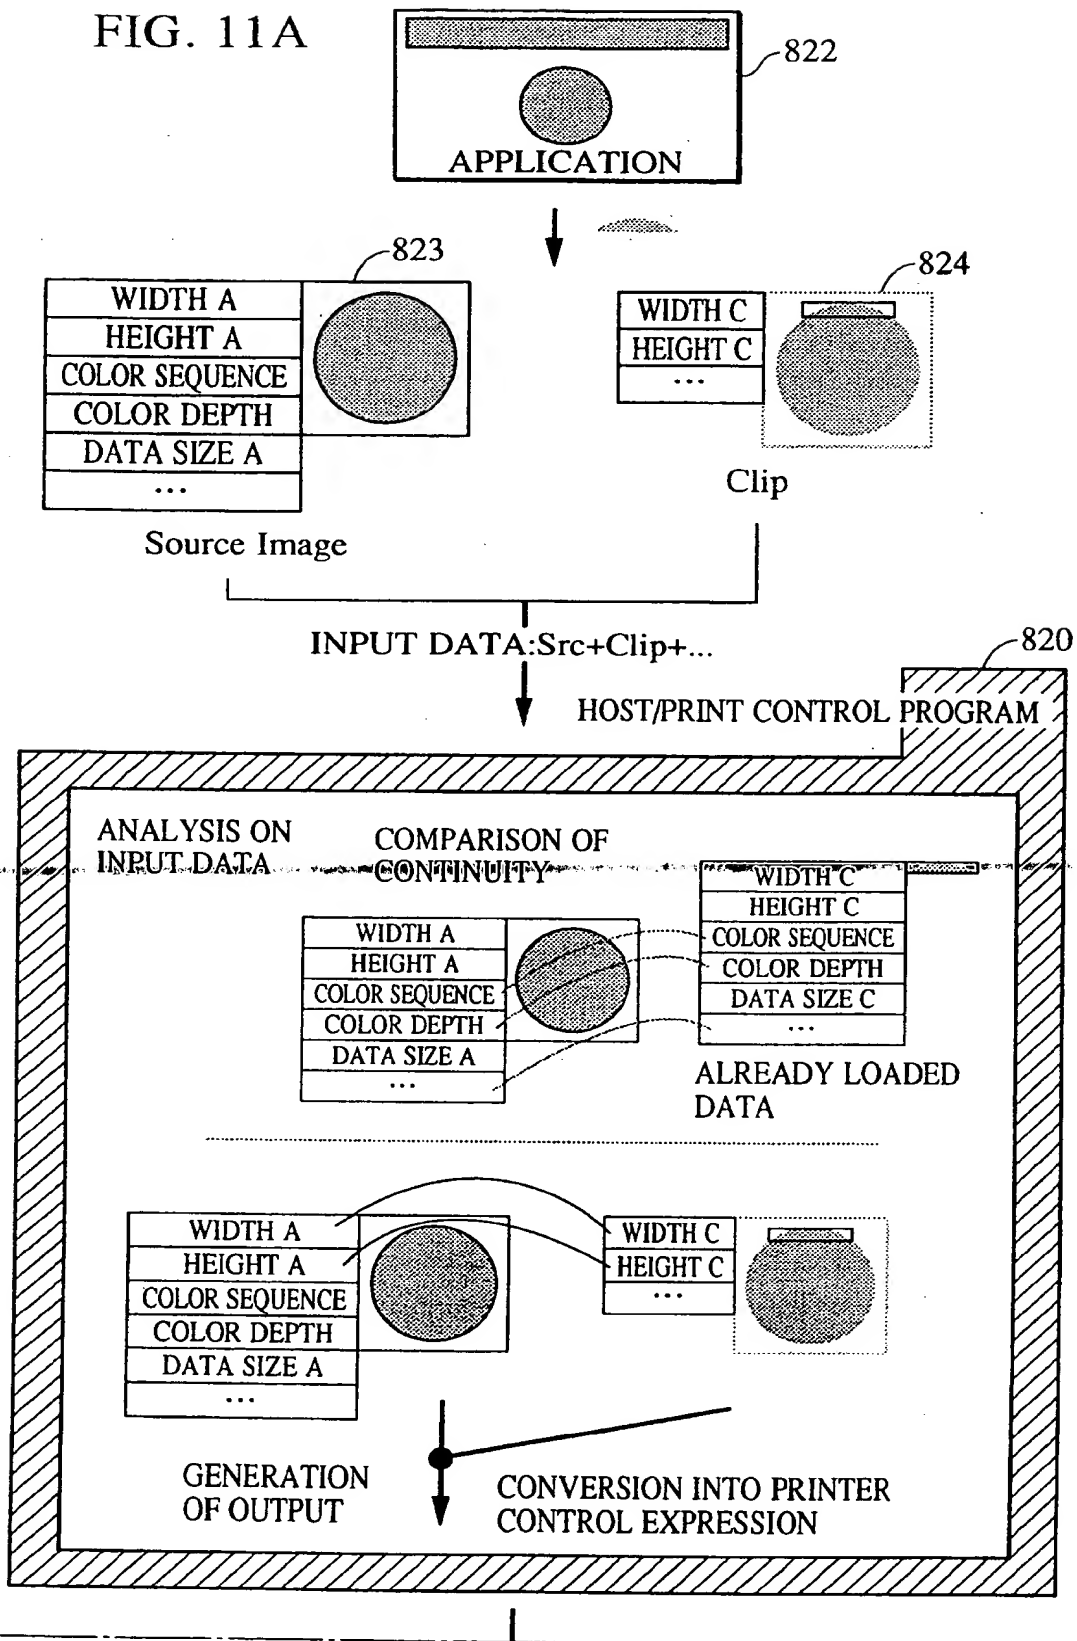 FIG. 11A
822
APPLICATION
823
824
WIDTH A
HEIGHT A
COLOR SEQUENCE
COLOR DEPTH
DATA SIZE A
...
Source Image
WIDTH C
HEIGHT C
...
Clip
INPUT DATA:Src+Clip+...
820
HOST/PRINT CONTROL PROGRAM
ANALYSIS ON
INPUT DATA
COMPARISON OF
CONTINUITY
WIDTH A
HEIGHT A
COLOR SEQUENCE
COLOR DEPTH
DATA SIZE A
...
WIDTH C
HEIGHT C
COLOR SEQUENCE
COLOR DEPTH
DATA SIZE C
...
ALREADY LOADED
DATA
WIDTH A
HEIGHT A
COLOR SEQUENCE
COLOR DEPTH
DATA SIZE A
...
WIDTH C
HEIGHT C
...
GENERATION
OF OUTPUT
CONVERSION INTO PRINTER
CONTROL EXPRESSION